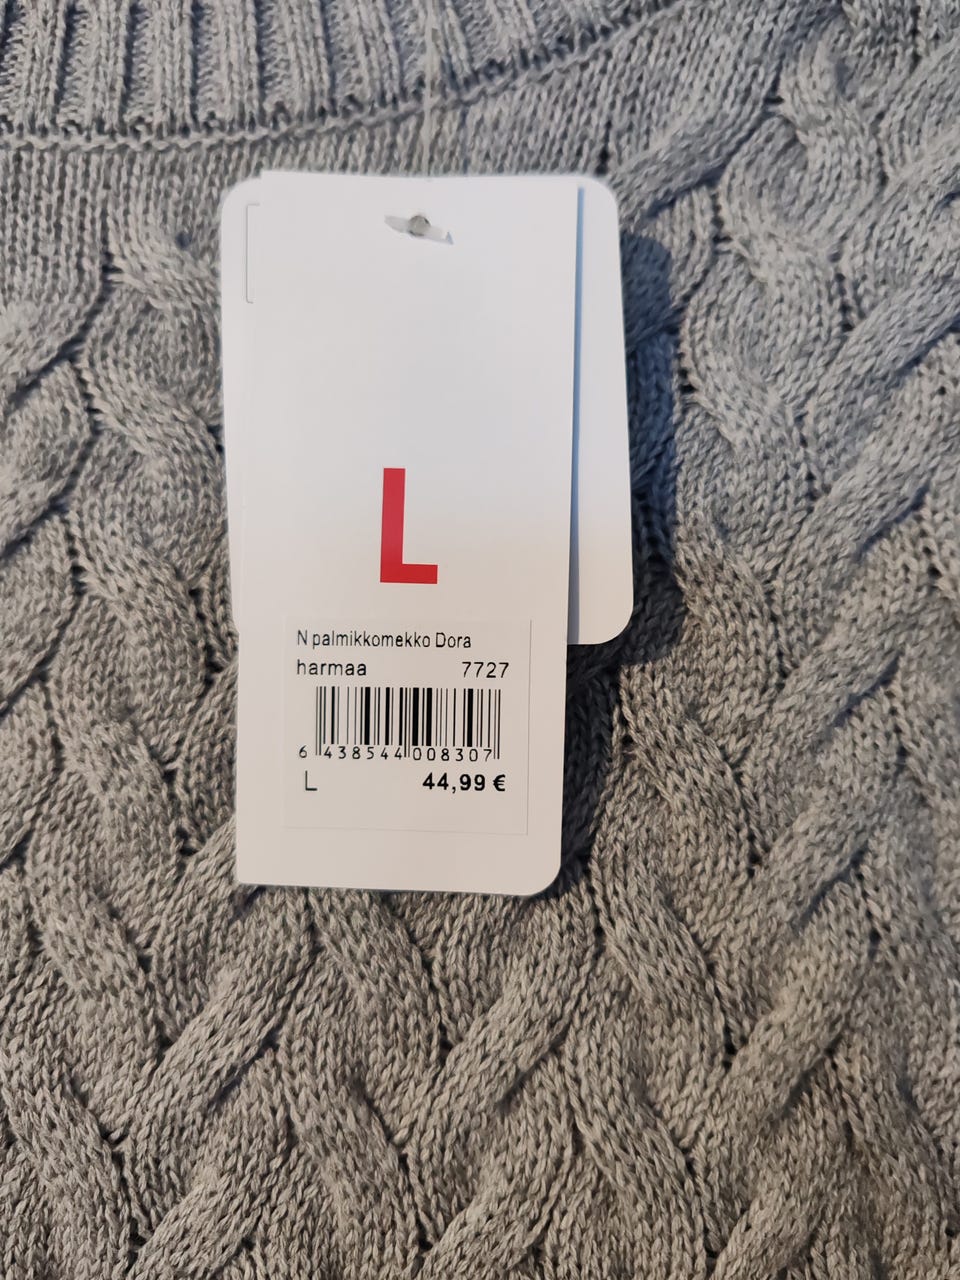 L
N palmikkomekko Dora
harmaa 7727
6 438544 008307
L 44,99 €